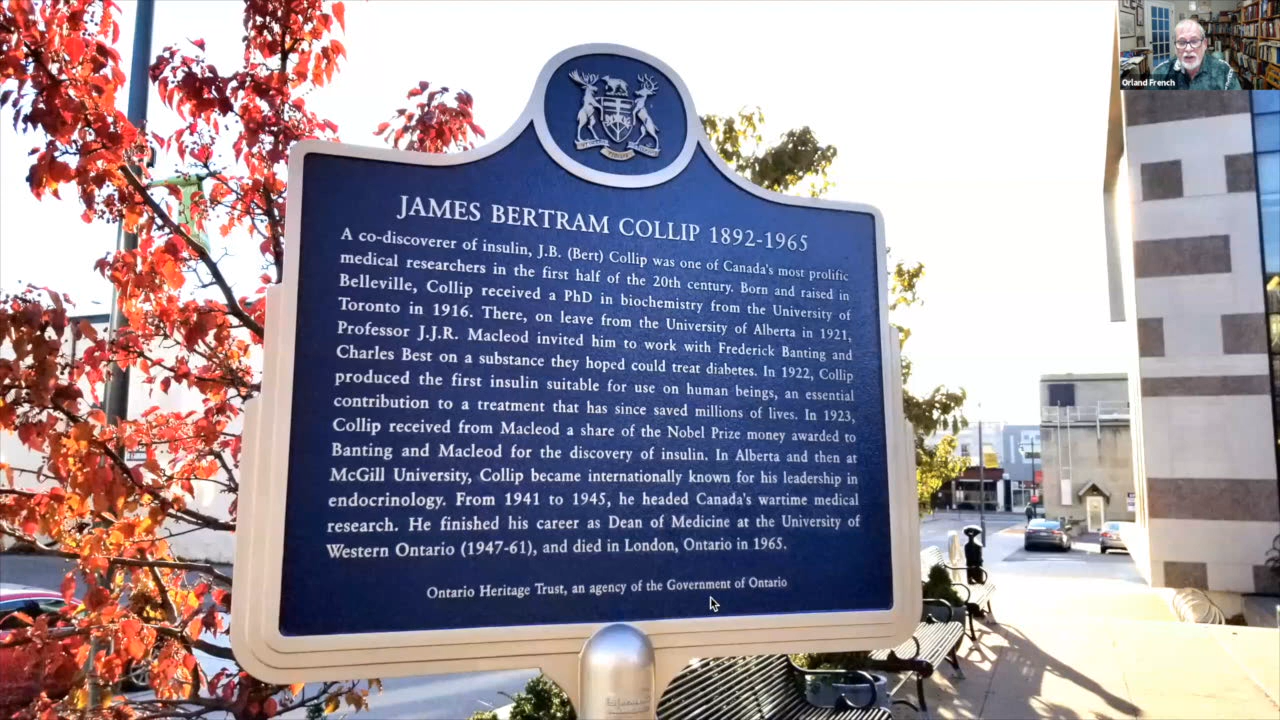 Orland French
JAMES BERTRAM COLLIP 1892-1965
A co-discoverer of insulin, J.B. (Bert) Collip was one of Canada's most prolific
medical researchers in the first half of the 20th century. Born and raised in
Belleville, Collip received a PhD in biochemistry from the University of
Toronto in 1916. There, on leave from the University of Alberta in 1921,
Professor J.J.R. Macleod invited him to work with Frederick Banting and
Charles Best on a substance they hoped could treat diabetes. In 1922, Collip
produced the first insulin suitable for use on human beings, an essential
contribution to a treatment that has since saved millions of lives. In 1923,
Collip received from Macleod a share of the Nobel Prize money awarded to
Banting and Macleod for the discovery of insulin. In Alberta and then at
McGill University, Collip became internationally known for his leadership in
endocrinology. From 1941 to 1945, he headed Canada's wartime medical
research. He finished his career as Dean of Medicine at the University of
Western Ontario (1947-61), and died in London, Ontario in 1965.
Ontario Heritage Trust, an agency of the Government of Ontario